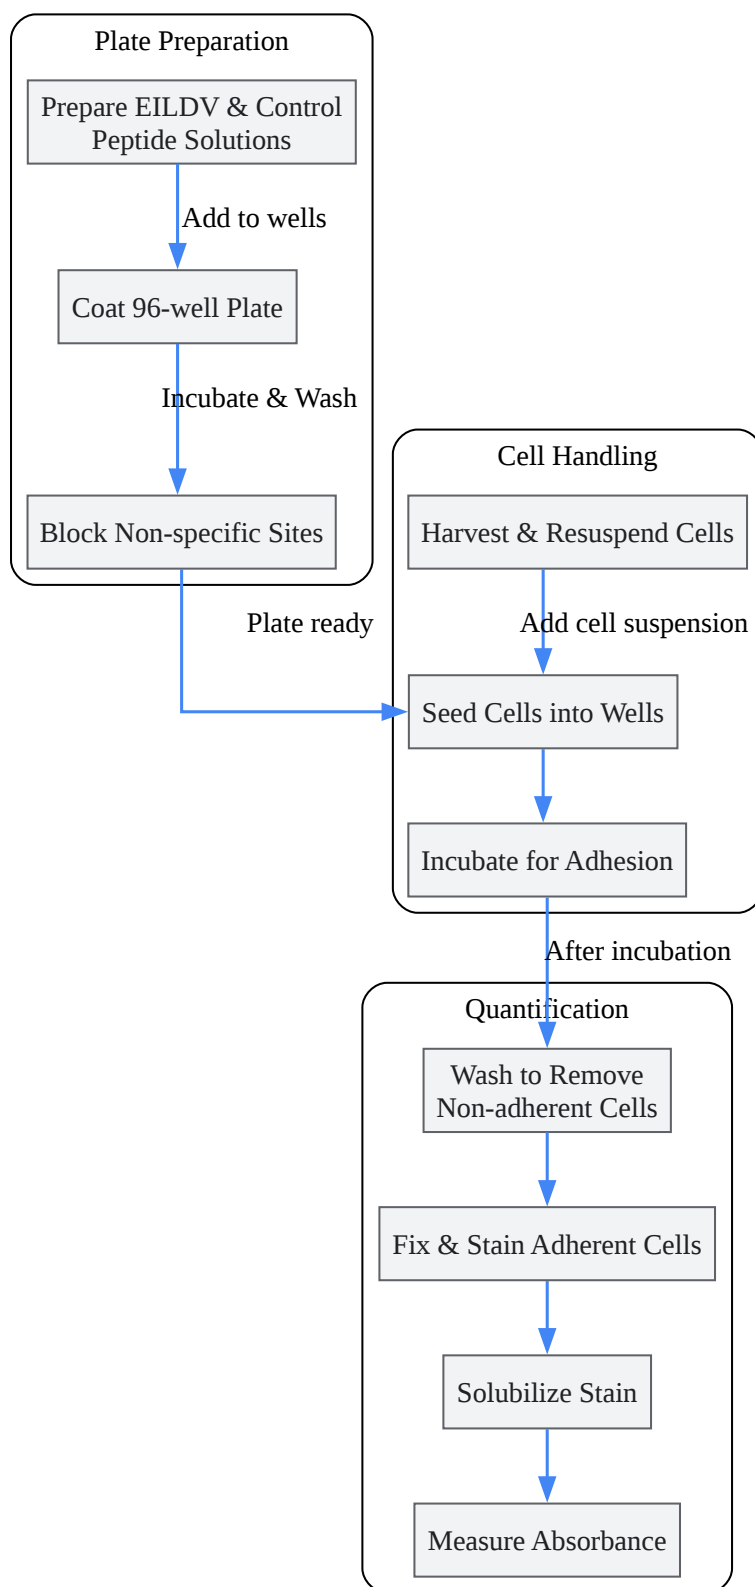 Plate Preparation
Prepare EILDV & Control
Peptide Solutions
Add to wells
Coat 96-well Plate
Incubate & Wash
Block Non-specific Sites
Plate ready
Cell Handling
Harvest & Resuspend Cells
Add cell suspension
Seed Cells into Wells
Incubate for Adhesion
After incubation
Quantification
Wash to Remove
Non-adherent Cells
Fix & Stain Adherent Cells
Solubilize Stain
Measure Absorbance